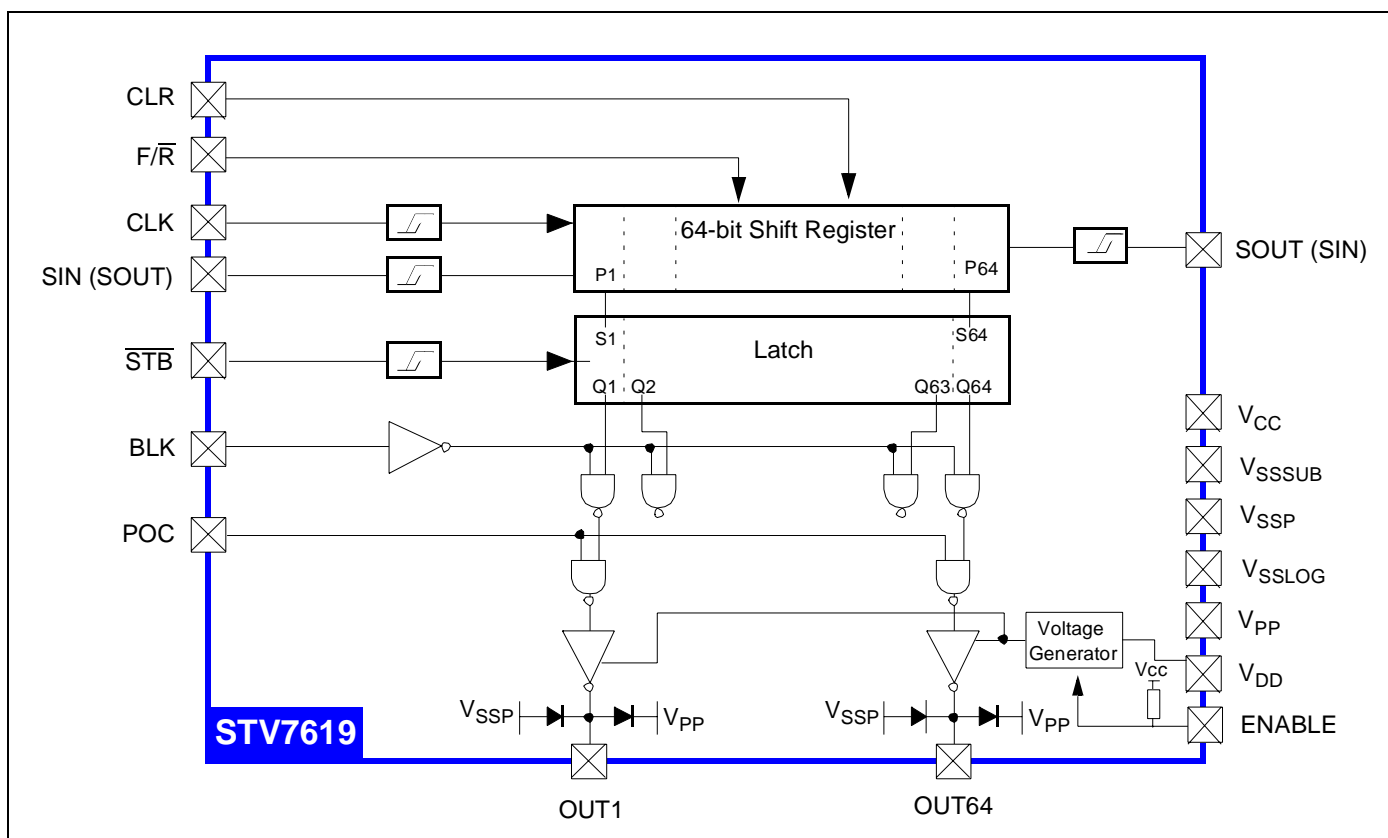 CLR
F/R̅
CLK
64-bit Shift Register
SIN (SOUT)
P1
P64
SOUT (SIN)
S̅T̅B̅
S1
S64
Latch
Q1
Q2
Q63
Q64
BLK
VCC
VSSSUB
POC
VSSP
VSSLOG
VPP
Voltage
Generator
VDD
Vcc
VSSP
VPP
VSSP
VPP
ENABLE
STV7619
OUT1
OUT64